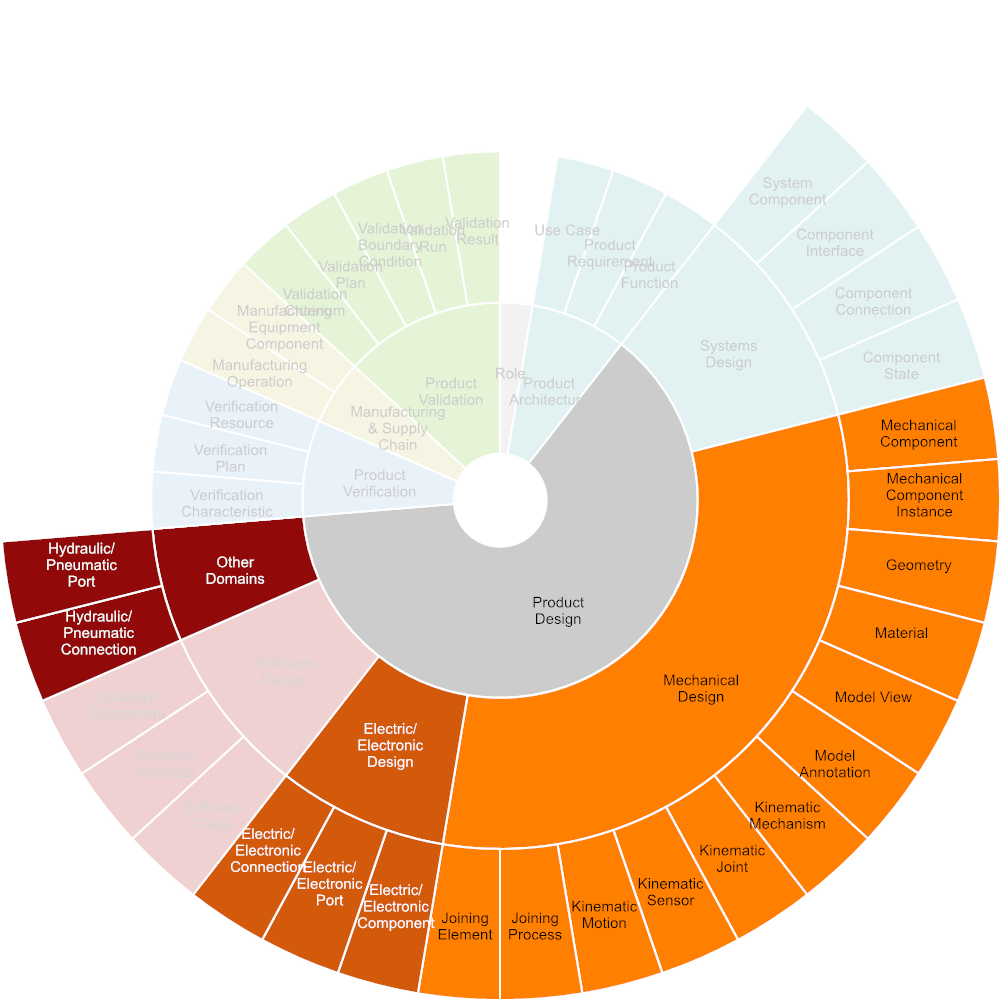 System
Component
Component
Interface
Component
Connection
Component
State
Use Case
Product
Requirement
Product
Function
Systems
Design
Product
Architecture
Role
Validation
Result
Validation
Run
Validation
Boundary
Condition
Validation
Plan
Validation
Criterium
Product
Validation
Manufacturing
Equipment
Component
Manufacturing
Operation
Manufacturing
& Supply
Chain
Verification
Resource
Verification
Plan
Verification
Characteristic
Product
Verification
Product
Design
Mechanical
Design
Mechanical
Component
Mechanical
Component
Instance
Geometry
Material
Model View
Model
Annotation
Kinematic
Mechanism
Kinematic
Joint
Kinematic
Sensor
Kinematic
Motion
Joining
Process
Joining
Element
Electric/
Electronic
Design
Electric/
Electronic
Component
Electric/
Electronic
Port
Electric/
Electronic
Connection
Software
Design
Software
Software
Interface
Software
Component
Other
Domains
Hydraulic/
Pneumatic
Connection
Hydraulic/
Pneumatic
Port